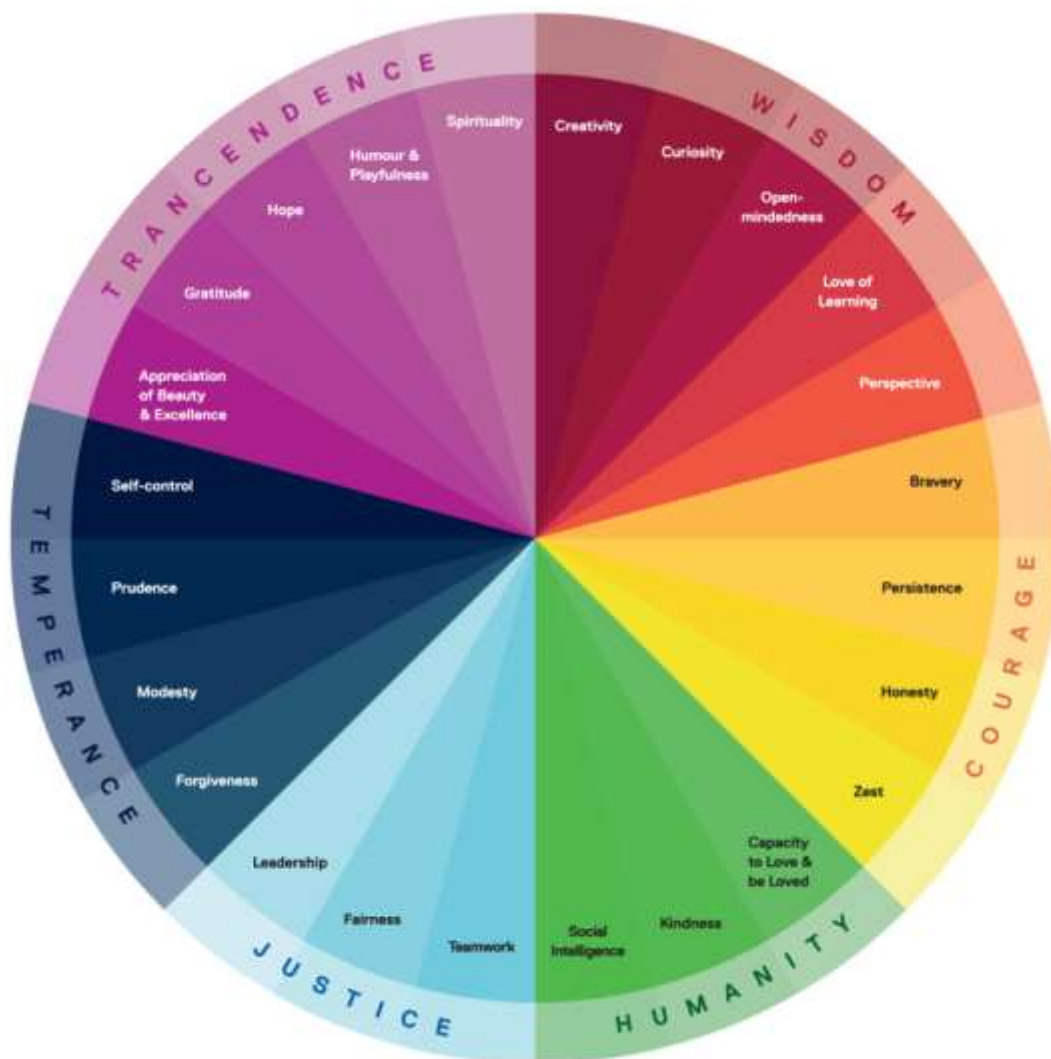 WISDOM
Creativity
Curiosity
Open-
mindedness
Love of
Learning
Perspective
COURAGE
Bravery
Persistence
Honesty
Zest
HUMANITY
Capacity
to Love &
be Loved
Kindness
Social
Intelligence
JUSTICE
Teamwork
Fairness
Leadership
TEMPERANCE
Forgiveness
Modesty
Prudence
Self-control
TRANCENDENCE
Appreciation
of Beauty
& Excellence
Gratitude
Hope
Humour &
Playfulness
Spirituality